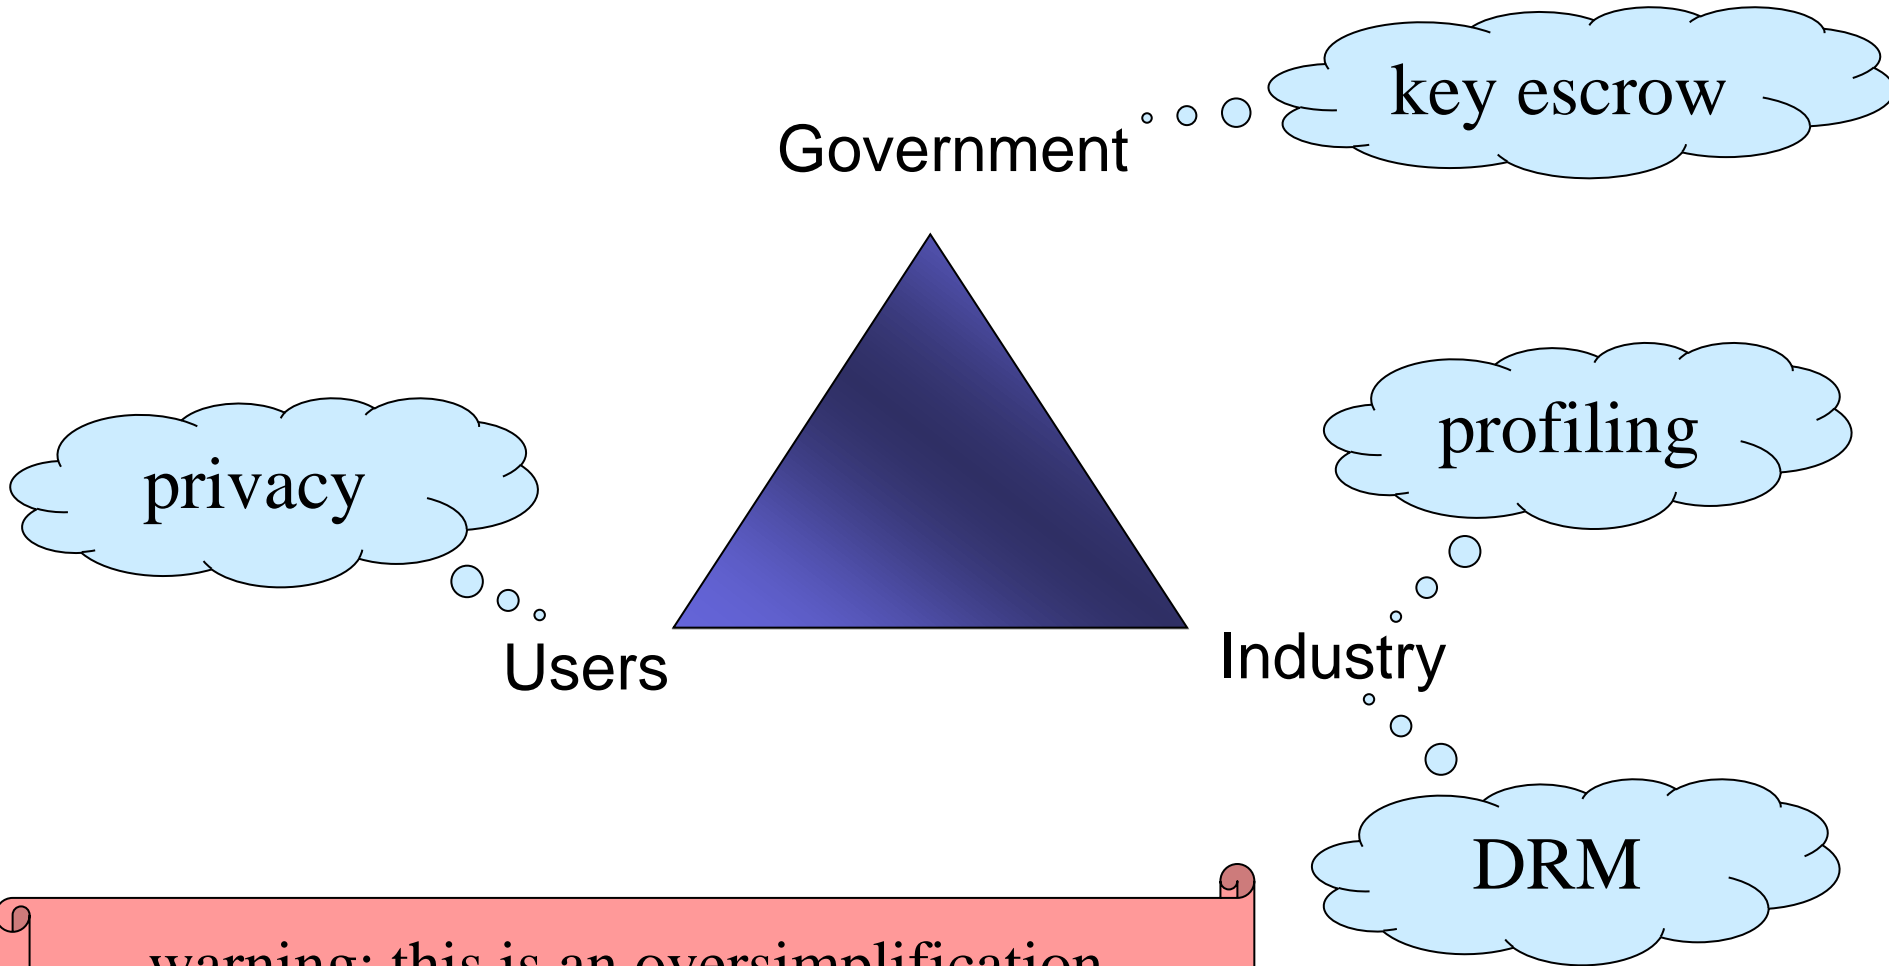 key escrow
Government
profiling
privacy
Users
Industry
DRM
warning: this is an oversimplification